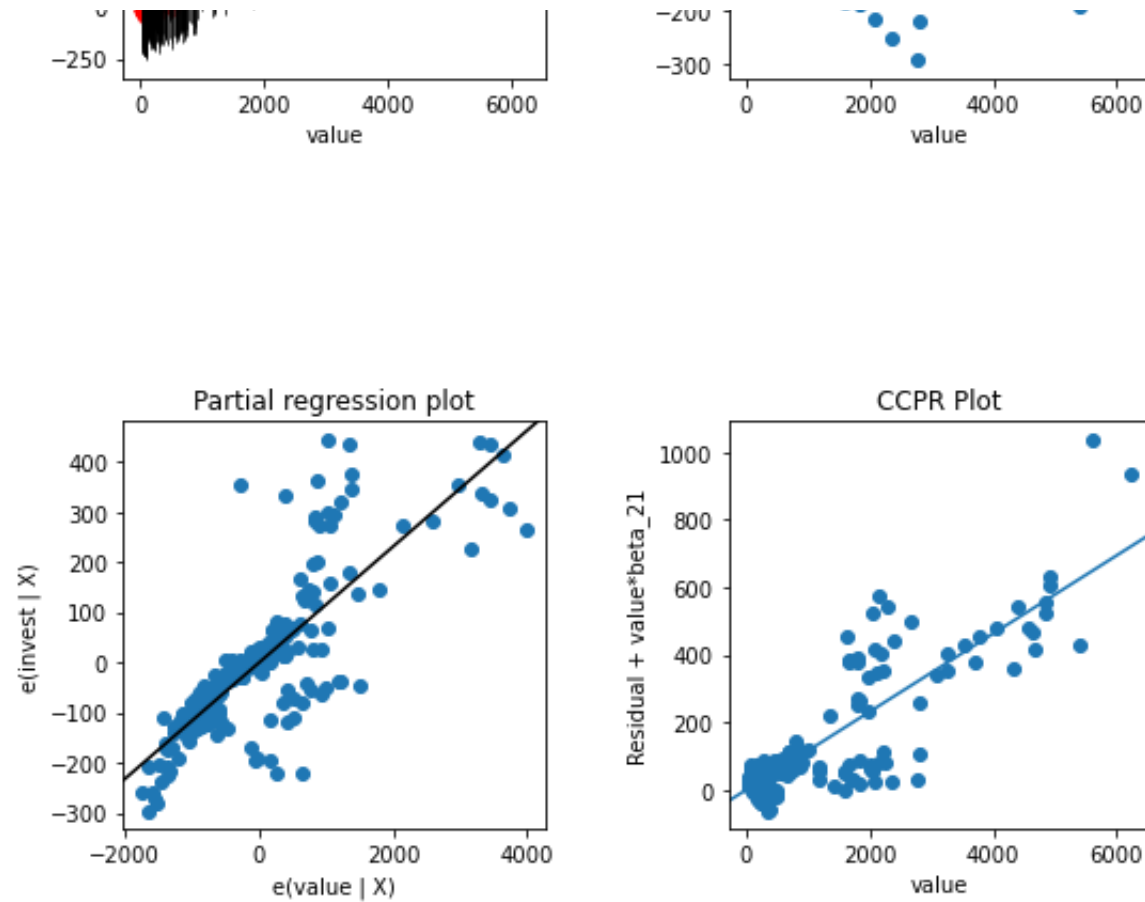 0
−250
0 2000 4000 6000
value
−200
−300
0 2000 4000 6000
value
Partial regression plot
400
300
200
100
0
−100
−200
−300
e(invest | X)
−2000 0 2000 4000
e(value | X)
CCPR Plot
1000
800
600
400
200
0
Residual + value*beta_21
0 2000 4000 6000
value